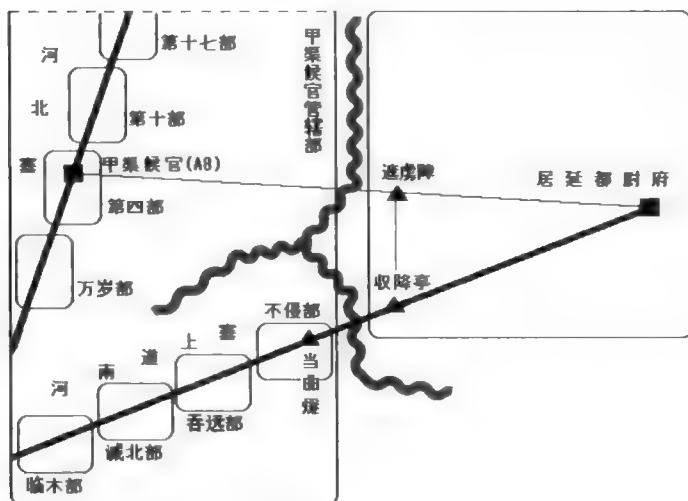 第十七部
河北塞
第十部
甲渠候官(A8)
第四部
万岁部
甲渠候官管辖部
遮虏障
居延都尉府
收降亭
不侵部
当曲燧
河南道上塞
吞远部
诚北部
临木部